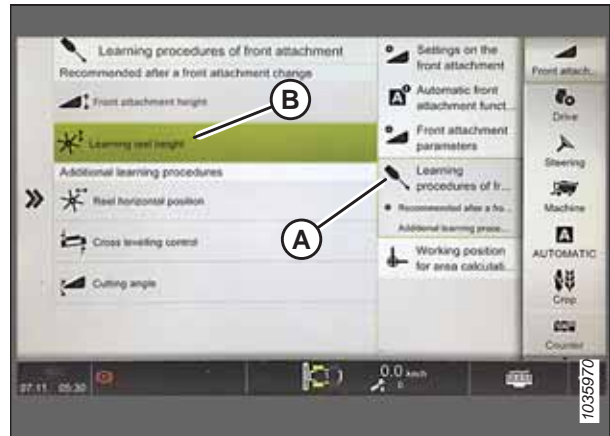 Learning procedures of front attachment
Recommended after a front attachment change
Front attachment height
Learning reel height
Additional learning procedures
Reel horizontal position
Cross levelling control
Cutting angle
Settings on the
front attachment
Automatic front
attachment funct...
Front attachment
parameters
Learning
procedures of fr...
Recommended after a fro...
Additional learning proce...
Working position
for area calculati...
Front attach...
Drive
Steering
Machine
A
AUTOMATIC
Crop
Counter
B
A
07.11 05:30
0.0 km/h
0
1035970